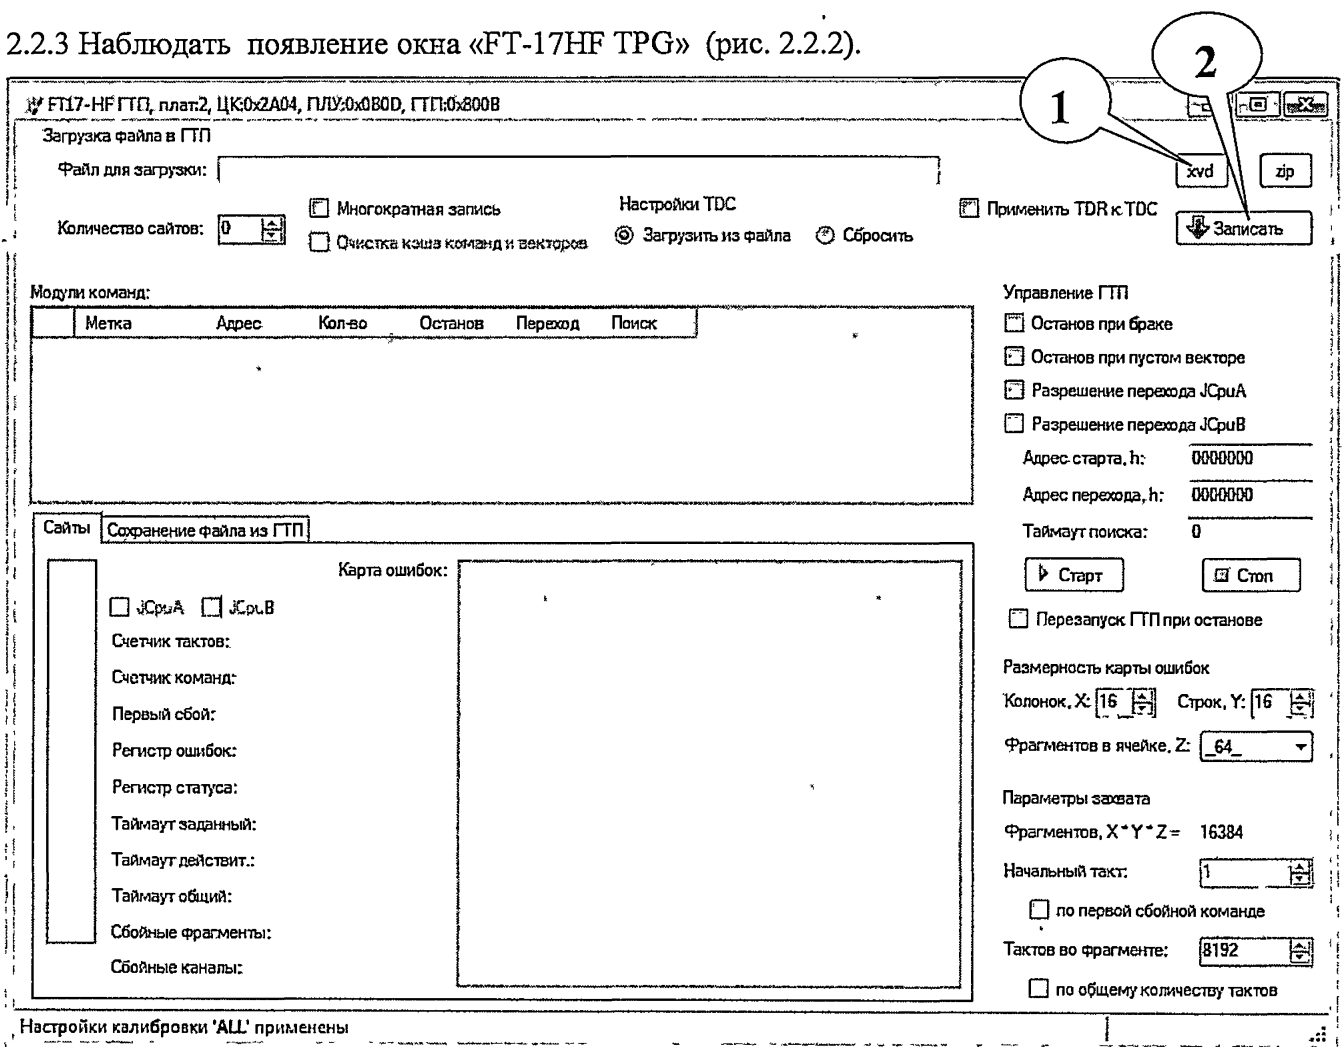 2.2.3 Наблюдать появление окна «FT-17HF TPG» (рис. 2.2.2).
1
2
FT17-HF ГТП, плат:2, ЦК:0x2A04, ПЛУ:0x0B0D, ГТП:0x800B
Загрузка файла в ГТП
Файл для загрузки:
xvd
zip
Количество сайтов: 0
Многократная запись
Очистка кэша команд и векторов
Настройки TDC
Загрузить из файла
Сбросить
Применить TDR к TDC
Записать
Модули команд:
Метка Адрес Кол-во Останов Переход Поиск
Управление ГТП
Останов при браке
Останов при пустом векторе
Разрешение перехода JCpuA
Разрешение перехода JCpuB
Адрес старта, h: 0000000
Адрес перехода, h: 0000000
Таймаут поиска: 0
Старт
Стоп
Перезапуск ГТП при останове
Размерность карты ошибок
Колонок, X: 16 Строк, Y: 16
Фрагментов в ячейке, Z: _64_
Параметры захвата
Фрагментов, X*Y*Z= 16384
Начальный такт: 1
по первой сбойной команде
Тактов во фрагменте: 8192
по общему количеству тактов
Сайты
Сохранение файла из ГТП
Карта ошибок:
JCpuA JCpuB
Счетчик тактов:
Счетчик команд:
Первый сбой:
Регистр ошибок:
Регистр статуса:
Таймаут заданный:
Таймаут действит.:
Таймаут общий:
Сбойные фрагменты:
Сбойные каналы:
Настройки калибровки 'ALL' применены